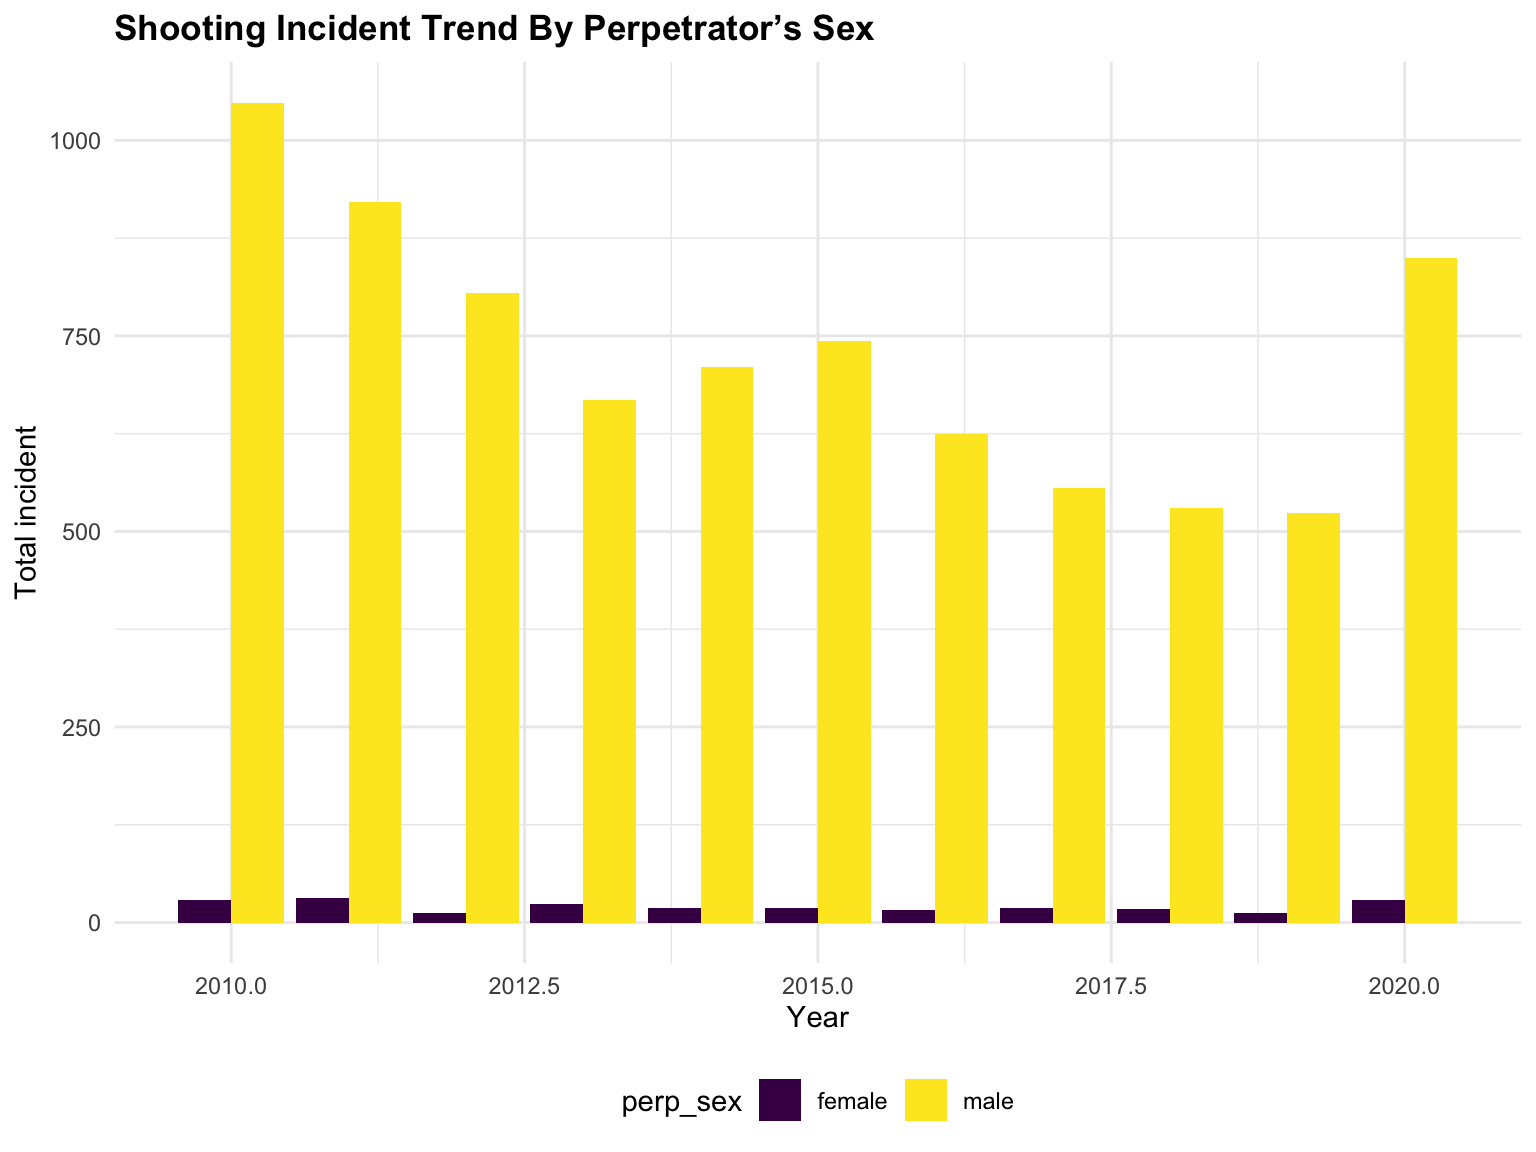 Shooting Incident Trend By Perpetrator’s Sex
1000
750
500
250
0
Total incident
2010.0 2012.5 2015.0 2017.5 2020.0
Year
perp_sex female male